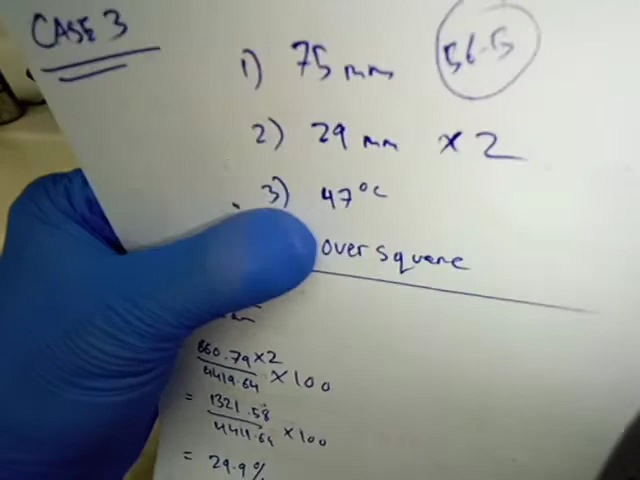 CASE 3
1) 75 mm 56.5
2) 29 mm x 2
3) 47°C
over square
660.79 x 2
4419.64 x 100
= 1321.58
4419.64 x 100
= 29.9%